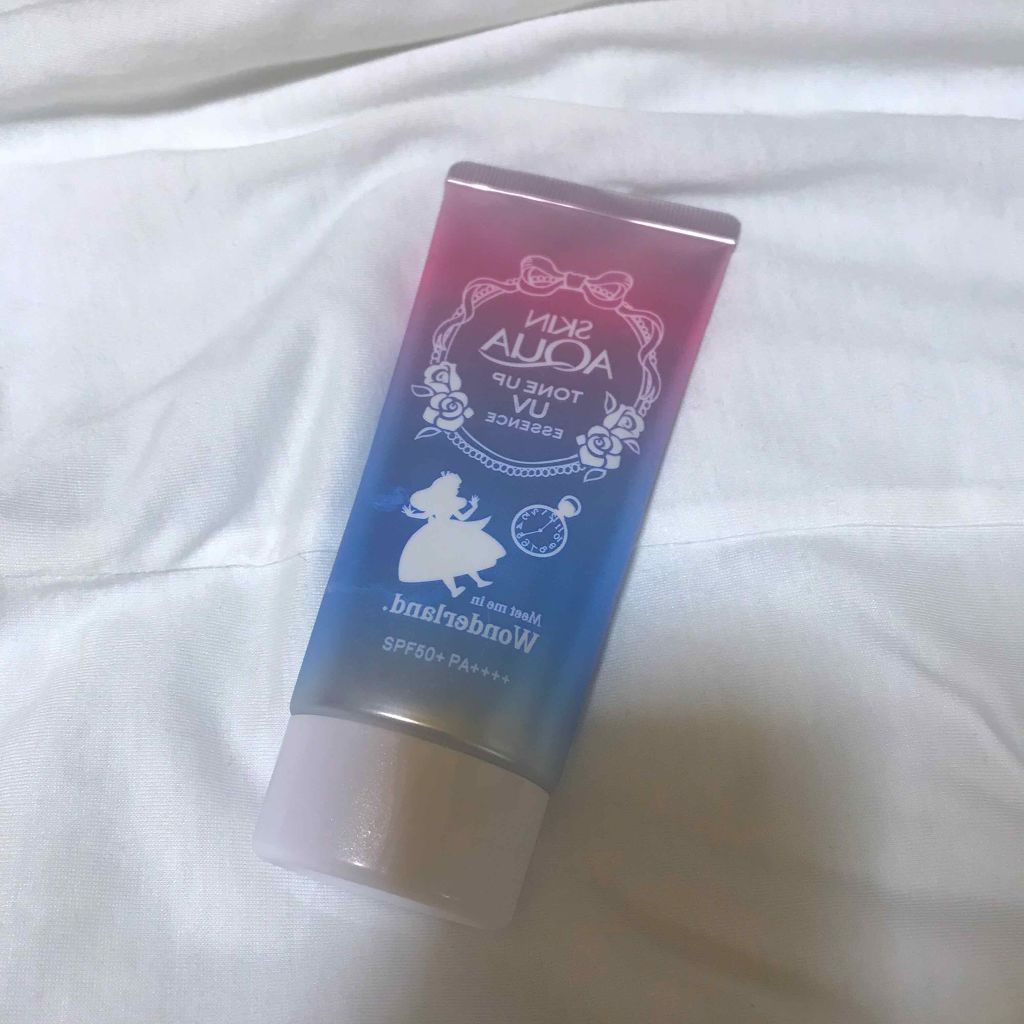 SKIN
AQUA
TONE UP
UV
ESSENCE
Meet me in
Wonderland.
SPF50+ PA++++